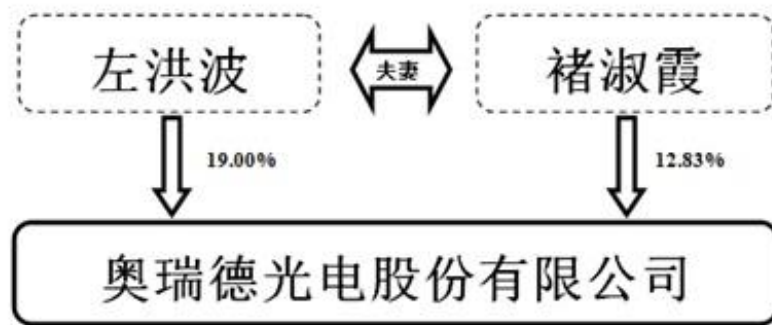 左洪波
夫妻
褚淑霞
19.00%
12.83%
奥瑞德光电股份有限公司